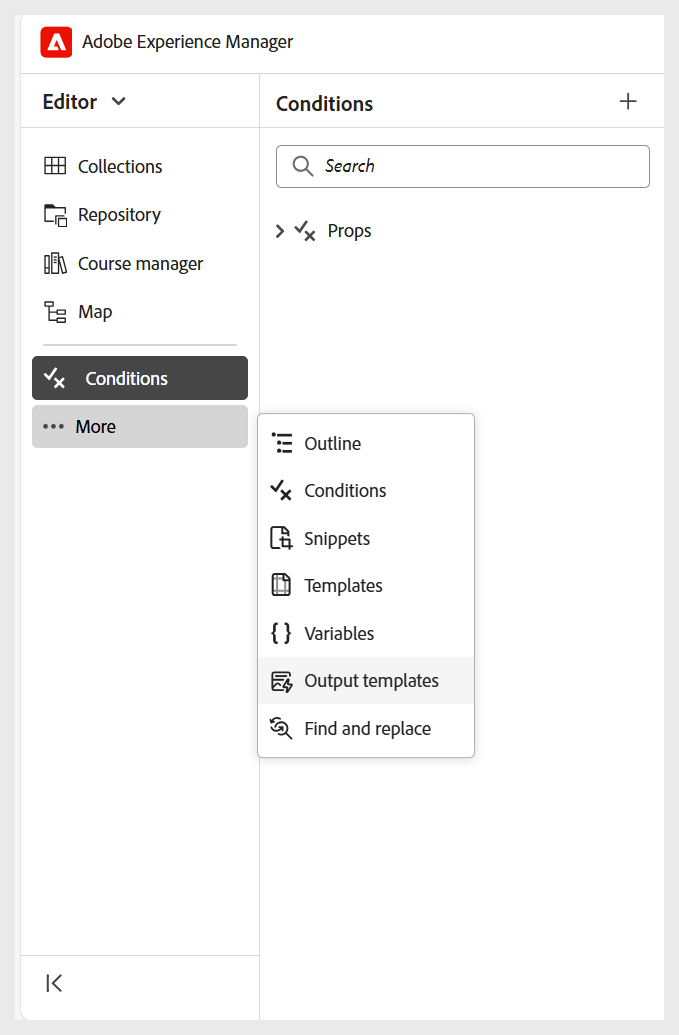 Adobe Experience Manager
Editor
Conditions
Collections
Search
Repository
Props
Course manager
Map
Conditions
More
Outline
Conditions
Snippets
Templates
Variables
Output templates
Find and replace